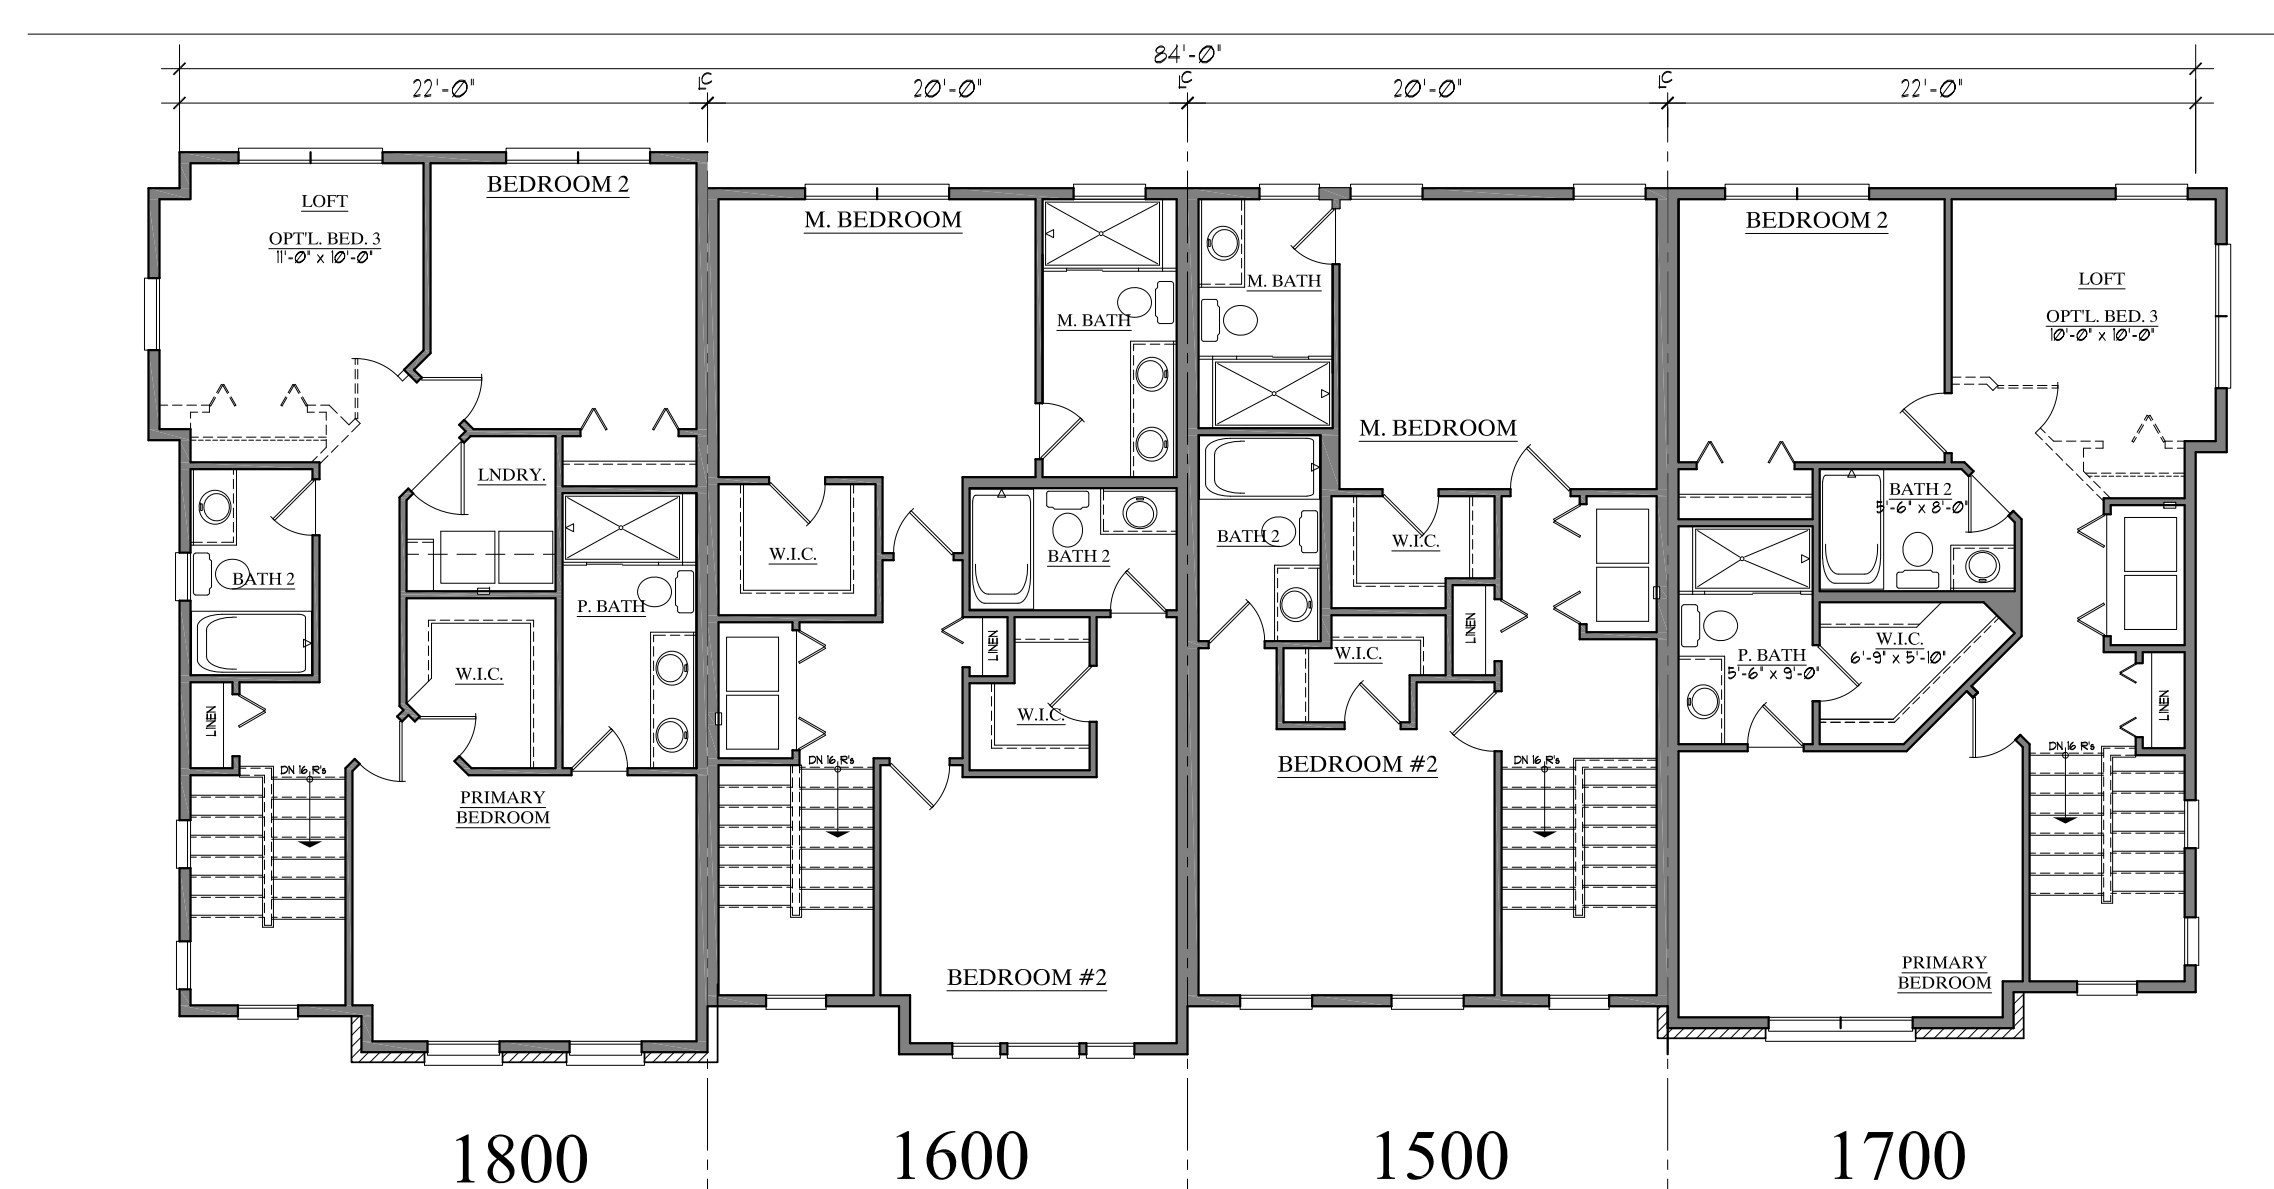 84'-0"
22'-0"
20'-0"
20'-0"
22'-0"
LOFT
OPT'L. BED. 3
11'-0" x 10'-0"
BEDROOM 2
LNDRY.
BATH 2
P. BATH
W.I.C.
LINEN
DN 16 R's
PRIMARY
BEDROOM
M. BEDROOM
M. BATH
W.I.C.
BATH 2
LINEN
W.I.C.
DN 16 R's
BEDROOM #2
M. BATH
M. BEDROOM
BATH 2
W.I.C.
LINEN
W.I.C.
BEDROOM #2
DN 16 R's
BEDROOM 2
LOFT
OPT'L. BED. 3
10'-0" x 10'-0"
BATH 2
5'-6" x 8'-0"
W.I.C.
6'-9" x 5'-10"
P. BATH
5'-6" x 9'-0"
LINEN
DN 16 R's
PRIMARY
BEDROOM
1800
1600
1500
1700